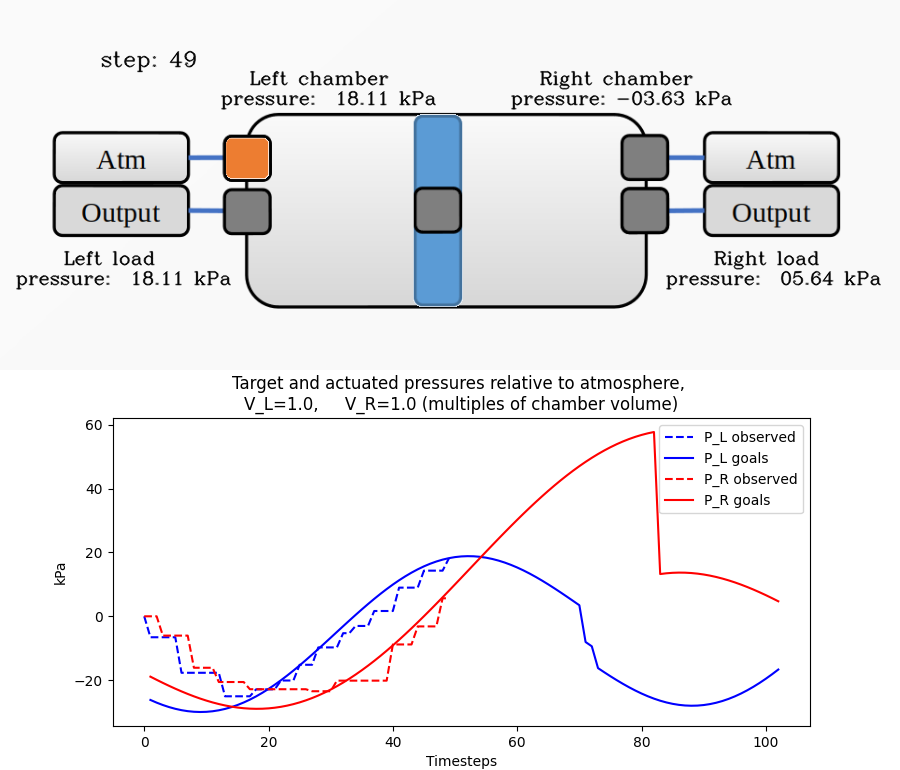 step: 49
Left chamber
pressure:  18.11 kPa
Right chamber
pressure: −03.63 kPa
Atm
Output
Atm
Output
Left load
pressure:  18.11 kPa
Right load
pressure:  05.64 kPa
Target and actuated pressures relative to atmosphere,
V_L=1.0,     V_R=1.0 (multiples of chamber volume)
60
40
20
0
−20
kPa
P_L observed
P_L goals
P_R observed
P_R goals
0 20 40 60 80 100
Timesteps